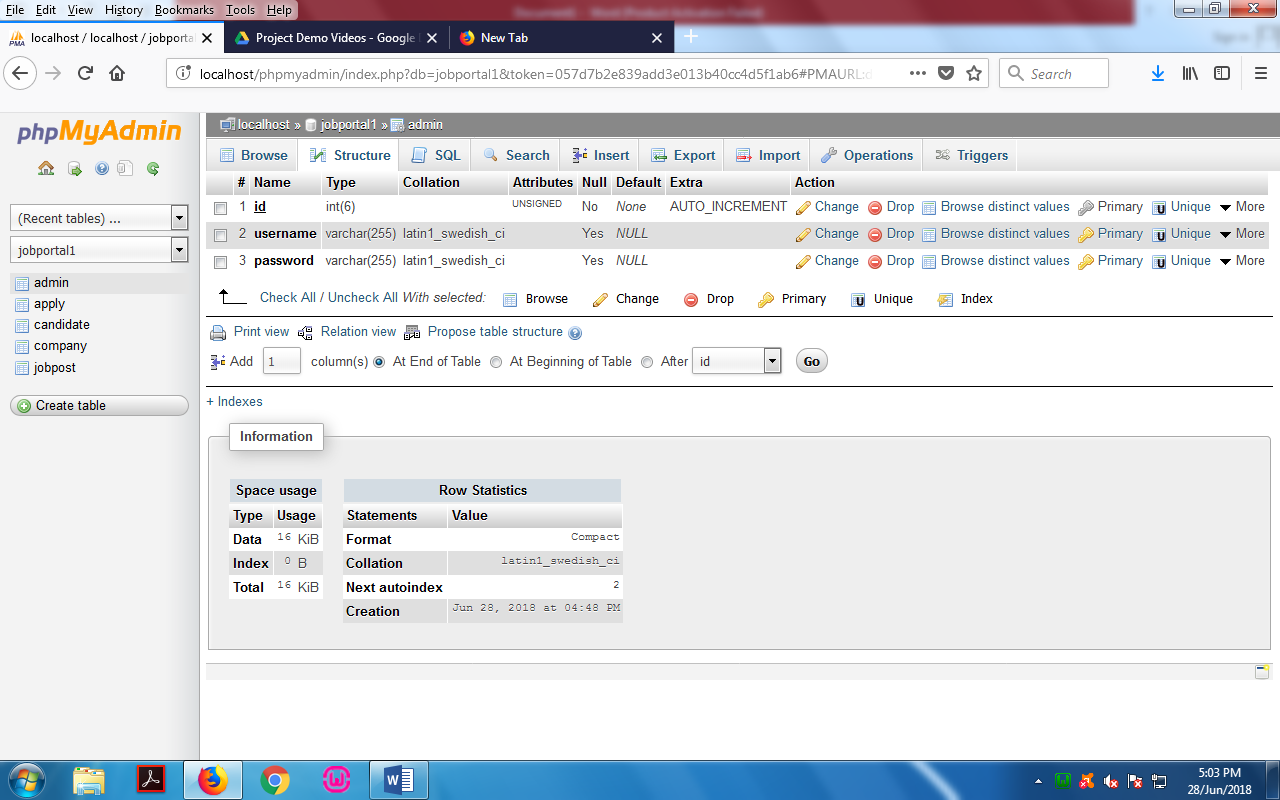 Document1 - Word (Product Activation Failed)
File Edit View History Bookmarks Tools Help
localhost / localhost / jobportal
Project Demo Videos - Google
New Tab
localhost/phpmyadmin/index.php?db=jobportal1&token=057d7b2e839add3e013b40cc4d5f1ab6#PMAURL:d
Search
phpMyAdmin
(Recent tables) ...
jobportal1
admin
apply
candidate
company
jobpost
Create table
localhost » jobportal1 » admin
Browse Structure SQL Search Insert Export Import Operations Triggers
# Name Type Collation Attributes Null Default Extra Action
1 id int(6) UNSIGNED No None AUTO_INCREMENT Change Drop Browse distinct values Primary Unique More
2 username varchar(255) latin1_swedish_ci Yes NULL Change Drop Browse distinct values Primary Unique More
3 password varchar(255) latin1_swedish_ci Yes NULL Change Drop Browse distinct values Primary Unique More
Check All / Uncheck All With selected: Browse Change Drop Primary Unique Index
Print view Relation view Propose table structure
Add 1 column(s) At End of Table At Beginning of Table After id Go
+ Indexes
Information
Space usage
Type Usage
Data 16 KiB
Index 0 B
Total 16 KiB
Row Statistics
Statements Value
Format Compact
Collation latin1_swedish_ci
Next autoindex 2
Creation Jun 28, 2018 at 04:48 PM
5:03 PM
28/Jun/2018